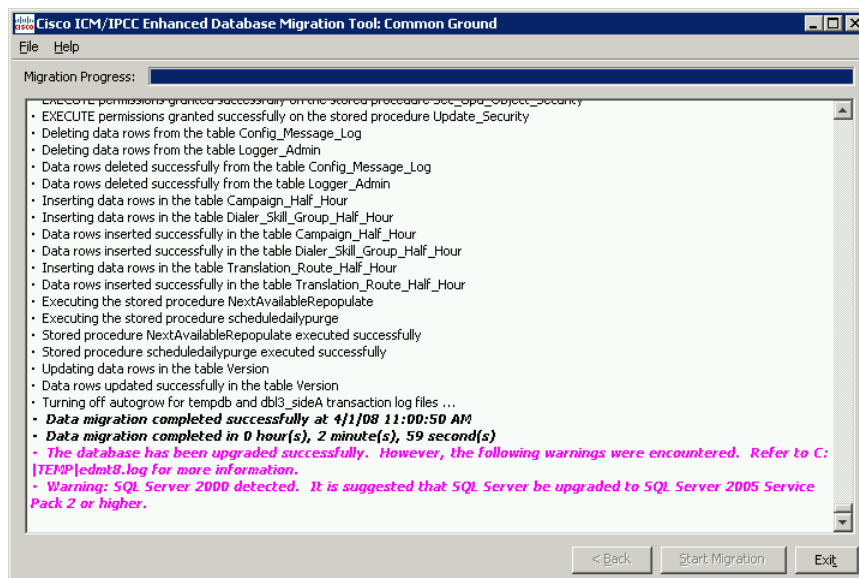 cisco Cisco ICM/IPCC Enhanced Database Migration Tool: Common Ground
File Help
Migration Progress:
· EXECUTE permissions granted successfully on the stored procedure Sec_Upd_Object_Security
· EXECUTE permissions granted successfully on the stored procedure Update_Security
· Deleting data rows from the table Config_Message_Log
· Deleting data rows from the table Logger_Admin
· Data rows deleted successfully from the table Config_Message_Log
· Data rows deleted successfully from the table Logger_Admin
· Inserting data rows in the table Campaign_Half_Hour
· Inserting data rows in the table Dialer_Skill_Group_Half_Hour
· Data rows inserted successfully in the table Campaign_Half_Hour
· Data rows inserted successfully in the table Dialer_Skill_Group_Half_Hour
· Inserting data rows in the table Translation_Route_Half_Hour
· Data rows inserted successfully in the table Translation_Route_Half_Hour
· Executing the stored procedure NextAvailableRepopulate
· Executing the stored procedure scheduledailypurge
· Stored procedure NextAvailableRepopulate executed successfully
· Stored procedure scheduledailypurge executed successfully
· Updating data rows in the table Version
· Data rows updated successfully in the table Version
· Turning off autogrow for tempdb and dbl3_sideA transaction log files ...
· Data migration completed successfully at 4/1/08 11:00:50 AM
· Data migration completed in 0 hour(s), 2 minute(s), 59 second(s)
· The database has been upgraded successfully. However, the following warnings were encountered. Refer to C:
|TEMP|edmt8.log for more information.
· Warning: SQL Server 2000 detected. It is suggested that SQL Server be upgraded to SQL Server 2005 Service
Pack 2 or higher.
< Back Start Migration Exit